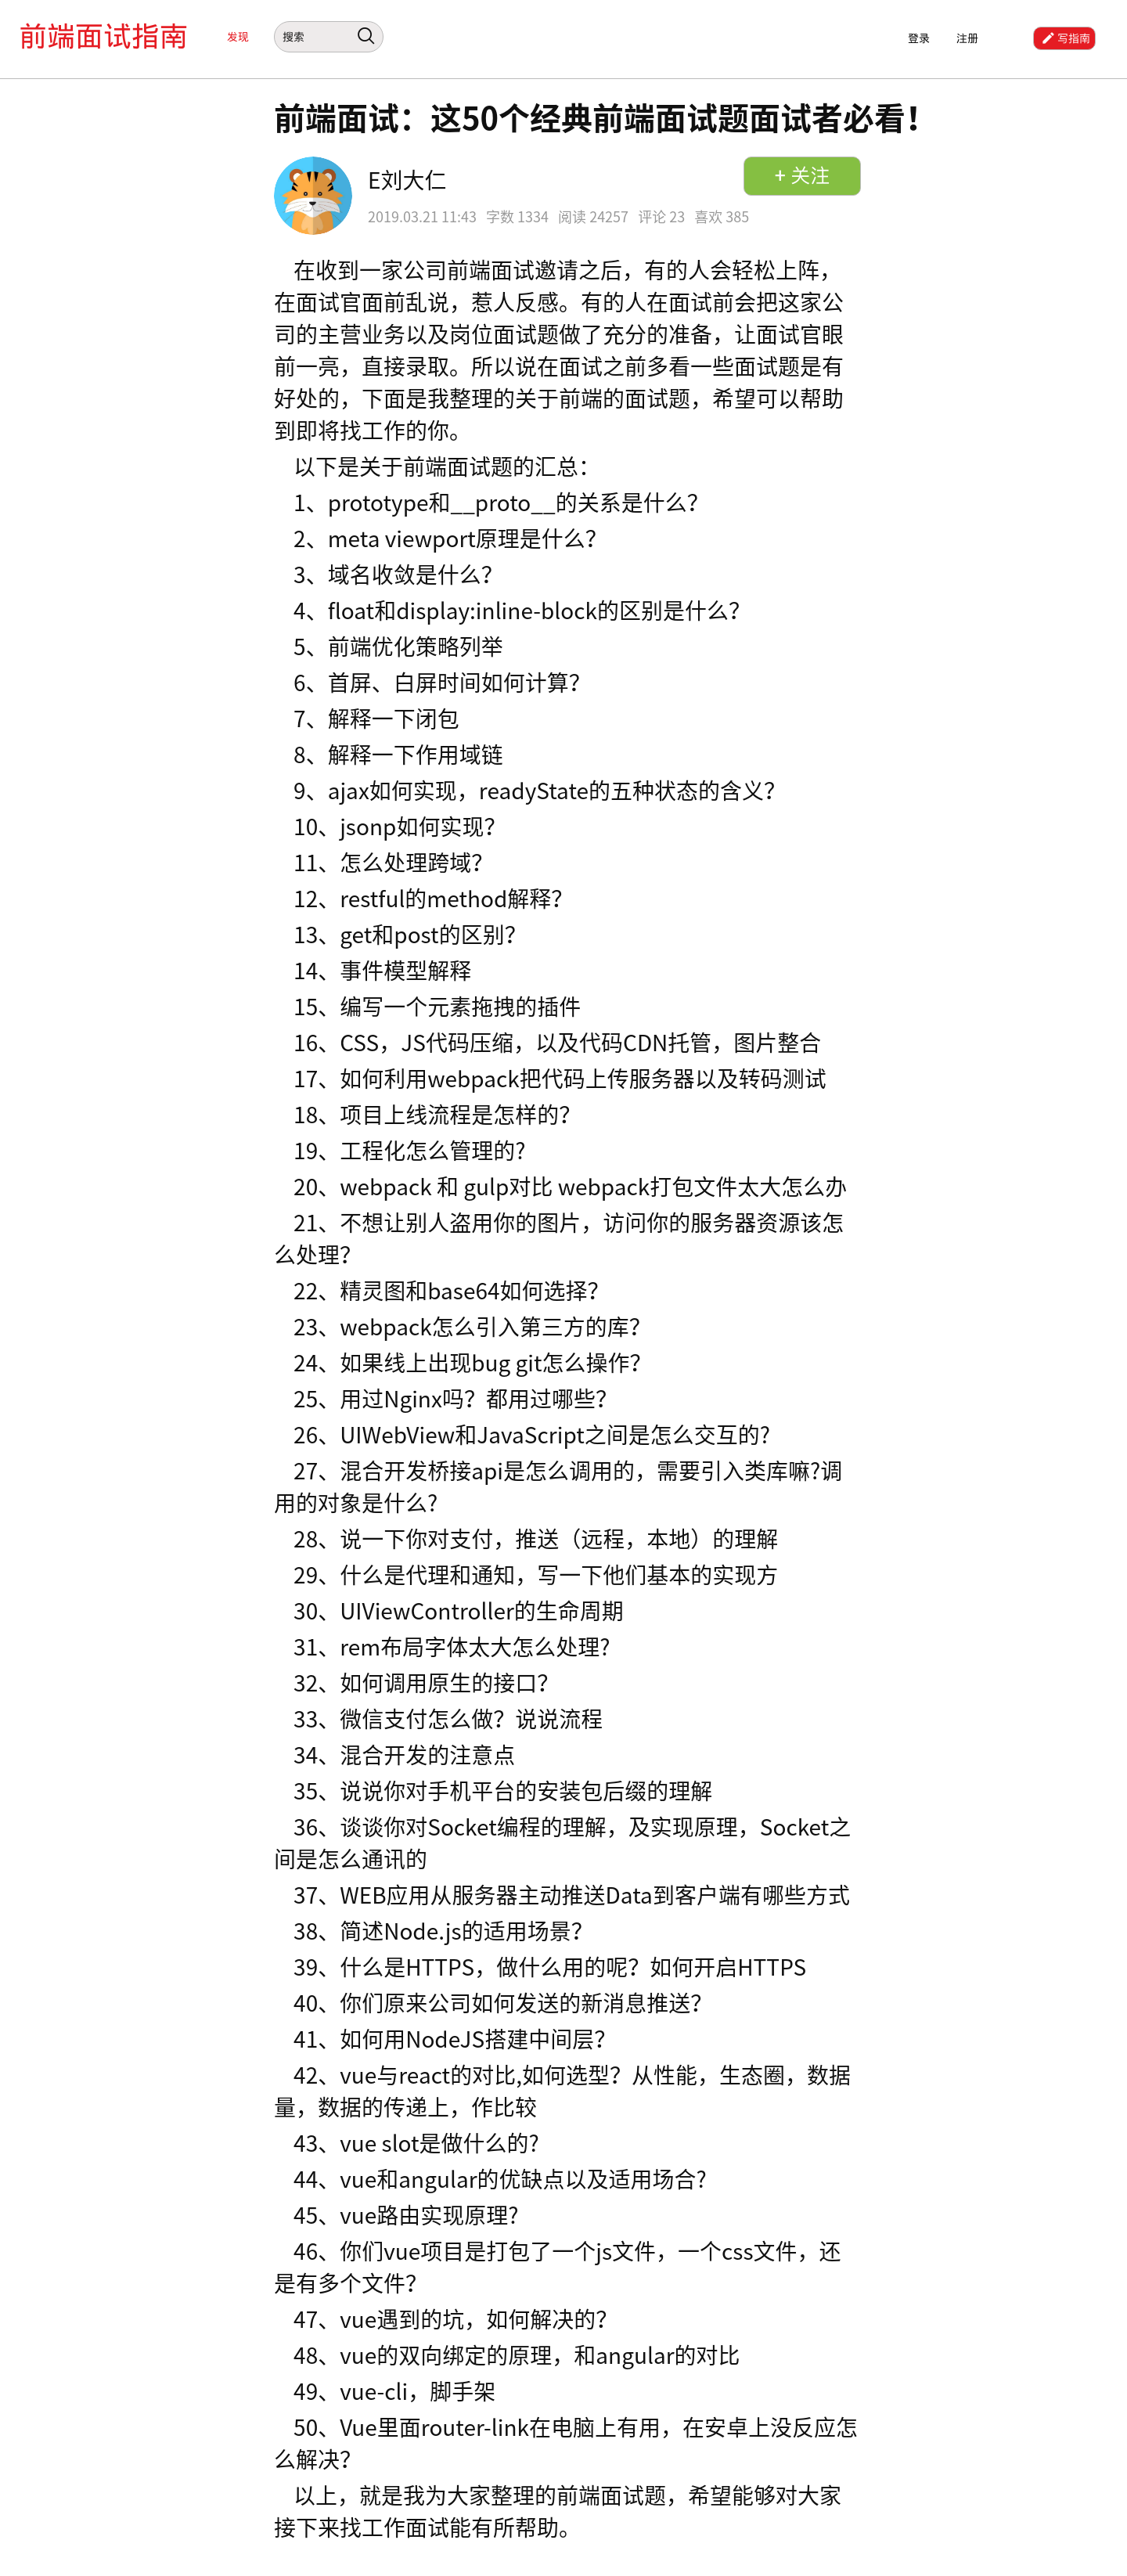 前端面试指南
发现
搜索
登录
注册
写指南
前端面试：这50个经典前端面试题面试者必看！
E刘大仁
+ 关注
2019.03.21 11:43 字数 1334 阅读 24257 评论 23 喜欢 385
在收到一家公司前端面试邀请之后，有的人会轻松上阵，
在面试官面前乱说，惹人反感。有的人在面试前会把这家公
司的主营业务以及岗位面试题做了充分的准备，让面试官眼
前一亮，直接录取。所以说在面试之前多看一些面试题是有
好处的，下面是我整理的关于前端的面试题，希望可以帮助
到即将找工作的你。
以下是关于前端面试题的汇总：
1、prototype和__proto__的关系是什么？
2、meta viewport原理是什么？
3、域名收敛是什么？
4、float和display:inline-block的区别是什么？
5、前端优化策略列举
6、首屏、白屏时间如何计算？
7、解释一下闭包
8、解释一下作用域链
9、ajax如何实现，readyState的五种状态的含义？
10、jsonp如何实现？
11、怎么处理跨域？
12、restful的method解释？
13、get和post的区别？
14、事件模型解释
15、编写一个元素拖拽的插件
16、CSS，JS代码压缩，以及代码CDN托管，图片整合
17、如何利用webpack把代码上传服务器以及转码测试
18、项目上线流程是怎样的？
19、工程化怎么管理的?
20、webpack 和 gulp对比 webpack打包文件太大怎么办
21、不想让别人盗用你的图片，访问你的服务器资源该怎
么处理？
22、精灵图和base64如何选择？
23、webpack怎么引入第三方的库？
24、如果线上出现bug git怎么操作？
25、用过Nginx吗？都用过哪些？
26、UIWebView和JavaScript之间是怎么交互的?
27、混合开发桥接api是怎么调用的，需要引入类库嘛?调
用的对象是什么?
28、说一下你对支付，推送（远程，本地）的理解
29、什么是代理和通知，写一下他们基本的实现方
30、UIViewController的生命周期
31、rem布局字体太大怎么处理?
32、如何调用原生的接口？
33、微信支付怎么做？说说流程
34、混合开发的注意点
35、说说你对手机平台的安装包后缀的理解
36、谈谈你对Socket编程的理解，及实现原理，Socket之
间是怎么通讯的
37、WEB应用从服务器主动推送Data到客户端有哪些方式
38、简述Node.js的适用场景？
39、什么是HTTPS，做什么用的呢？如何开启HTTPS
40、你们原来公司如何发送的新消息推送？
41、如何用NodeJS搭建中间层？
42、vue与react的对比,如何选型？从性能，生态圈，数据
量，数据的传递上，作比较
43、vue slot是做什么的?
44、vue和angular的优缺点以及适用场合?
45、vue路由实现原理?
46、你们vue项目是打包了一个js文件，一个css文件，还
是有多个文件？
47、vue遇到的坑，如何解决的？
48、vue的双向绑定的原理，和angular的对比
49、vue-cli，脚手架
50、Vue里面router-link在电脑上有用，在安卓上没反应怎
么解决？
以上，就是我为大家整理的前端面试题，希望能够对大家
接下来找工作面试能有所帮助。